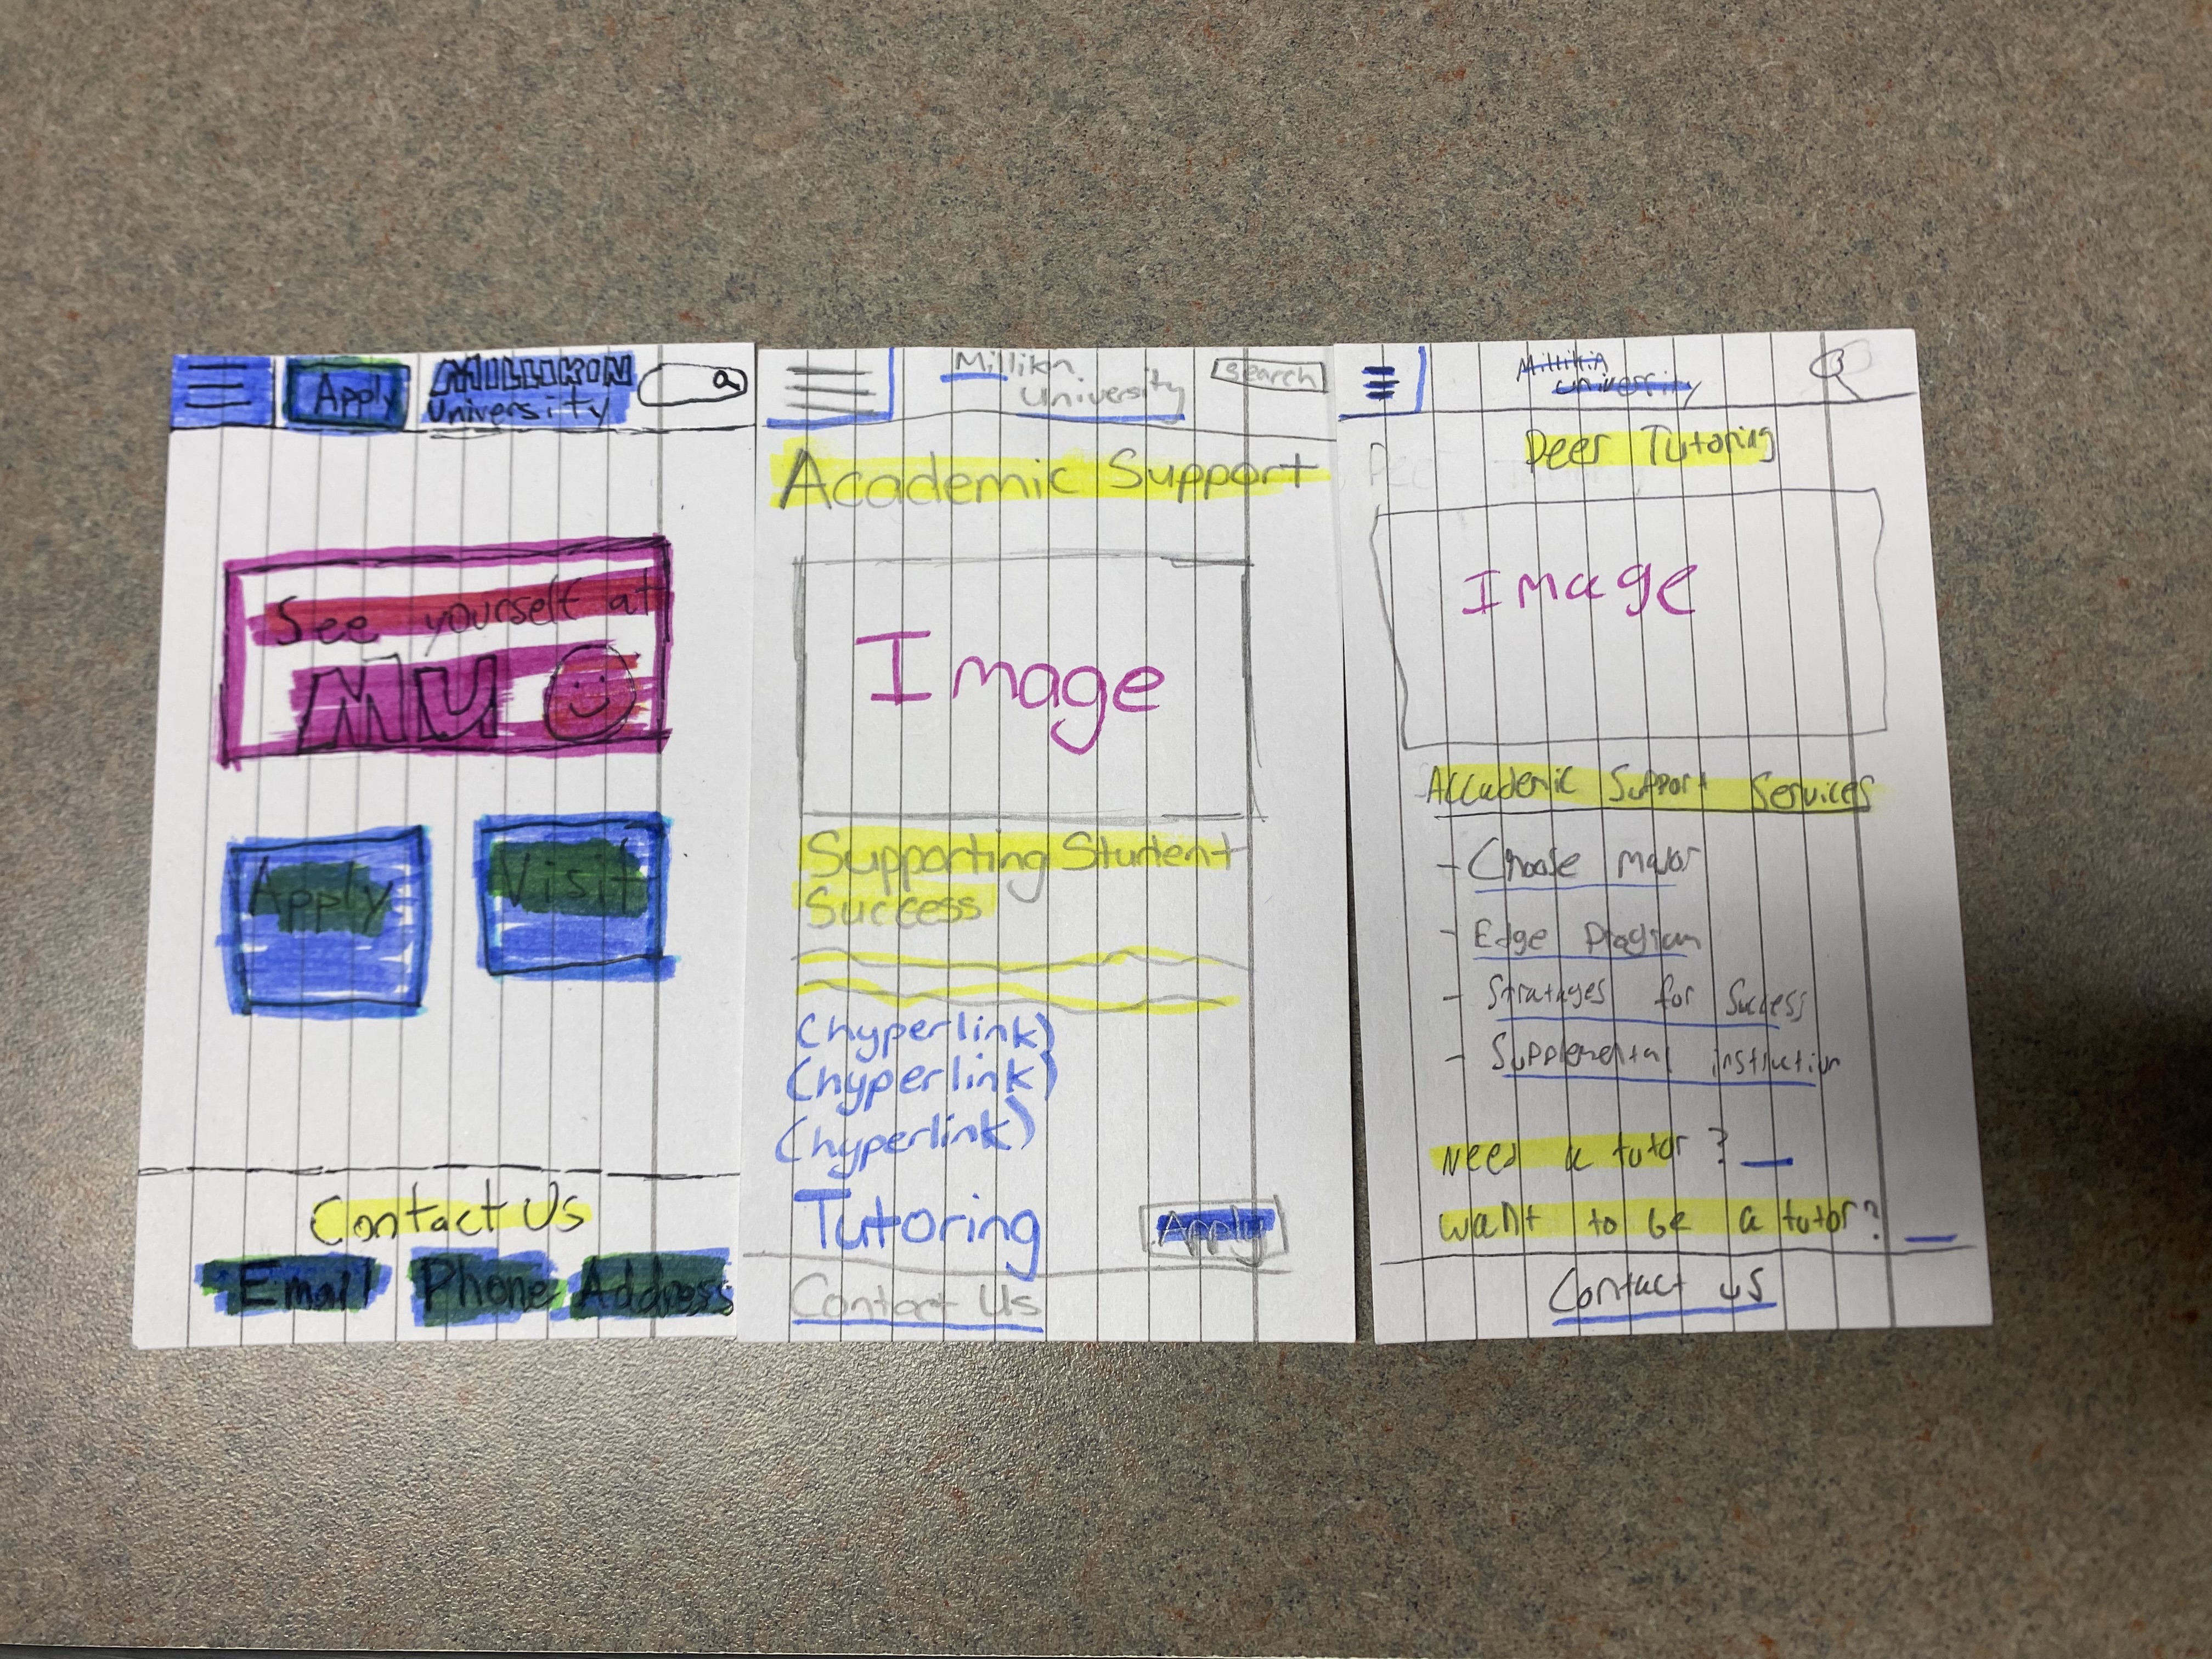 Apply
MILLIKIN
University
See yourself at
MU
Apply
Visit
Contact Us
Email
Phone
Address
Millikin
University
search
Academic Support
Image
Supporting Student
Success
{hyperlink}
{hyperlink}
{hyperlink}
Tutoring
Apply
Contact Us
Millikin
university
Peer Tutoring
Image
Accademic Support Services
- Choose major
- Edge Program
- Stratages for Success
- Supplemental instruction
Need a tutor?
want to be a tutor?
Contact us